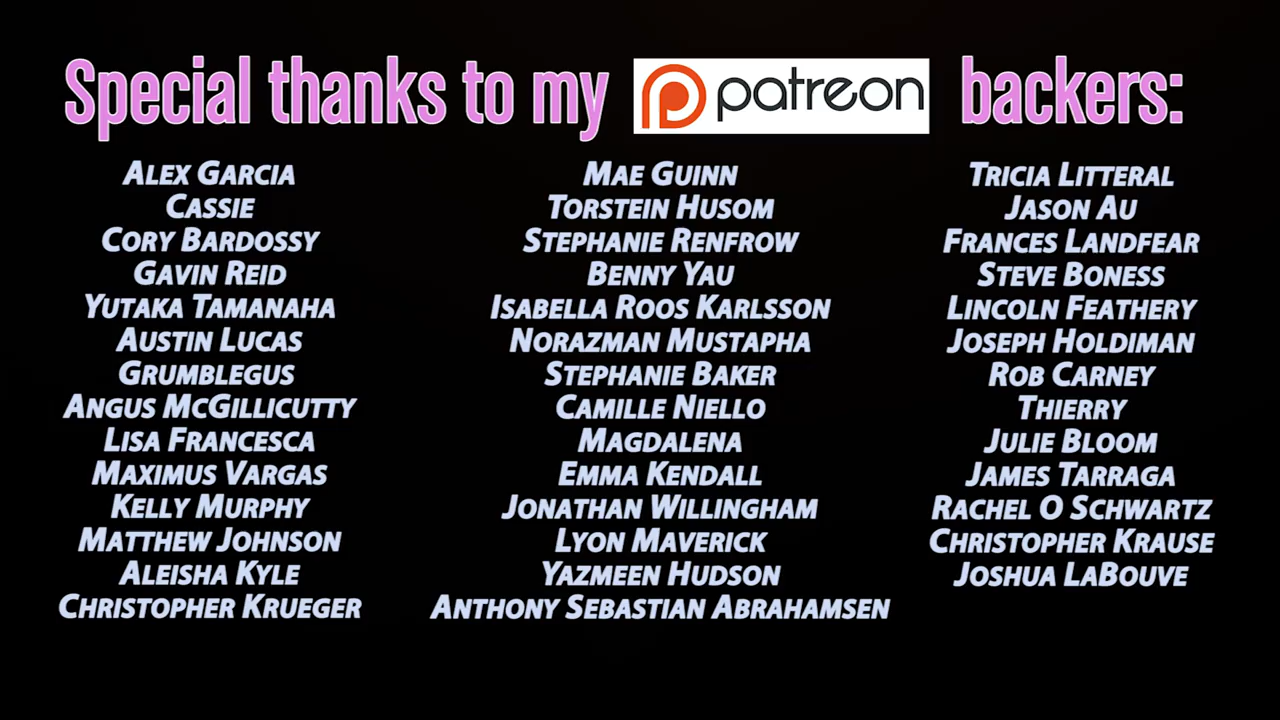 Special thanks to my patreon backers:
ALEX GARCIA
CASSIE
CORY BARDOSSY
GAVIN REID
YUTAKA TAMANAHA
AUSTIN LUCAS
GRUMBLEGUS
ANGUS MCGILLICUTTY
LISA FRANCESCA
MAXIMUS VARGAS
KELLY MURPHY
MATTHEW JOHNSON
ALEISHA KYLE
CHRISTOPHER KRUEGER
MAE GUINN
TORSTEIN HUSOM
STEPHANIE RENFROW
BENNY YAU
ISABELLA ROOS KARLSSON
NORAZMAN MUSTAPHA
STEPHANIE BAKER
CAMILLE NIELLO
MAGDALENA
EMMA KENDALL
JONATHAN WILLINGHAM
LYON MAVERICK
YAZMEEN HUDSON
ANTHONY SEBASTIAN ABRAHAMSEN
TRICIA LITTERAL
JASON AU
FRANCES LANDFEAR
STEVE BONESS
LINCOLN FEATHERY
JOSEPH HOLDIMAN
ROB CARNEY
THIERRY
JULIE BLOOM
JAMES TARRAGA
RACHEL O SCHWARTZ
CHRISTOPHER KRAUSE
JOSHUA LABOUVE